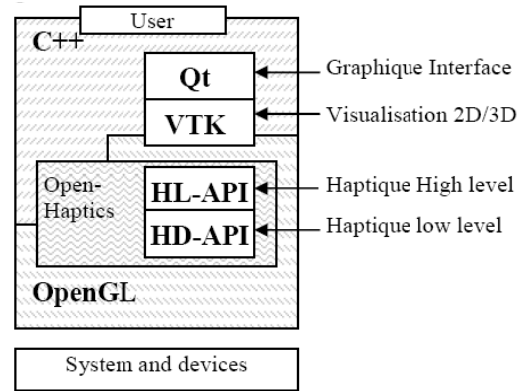 User
C++
Qt
Graphique Interface
VTK
Visualisation 2D/3D
Open-
Haptics
HL-API
Haptique High level
HD-API
Haptique low level
OpenGL
System and devices